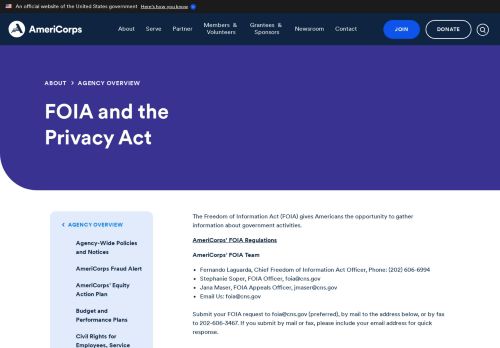 An official website of the United States government Here's how you know
AmeriCorps
About
Serve
Partner
Members &
Volunteers
Grantees &
Sponsors
Newsroom
Contact
JOIN
DONATE
ABOUT > AGENCY OVERVIEW
FOIA and the
Privacy Act
AGENCY OVERVIEW
Agency-Wide Policies
and Notices
AmeriCorps Fraud Alert
AmeriCorps' Equity
Action Plan
Budget and
Performance Plans
Civil Rights for
Employees, Service
The Freedom of Information Act (FOIA) gives Americans the opportunity to gather
information about government activities.
AmeriCorps' FOIA Regulations
AmeriCorps' FOIA Team
• Fernando Laguarda, Chief Freedom of Information Act Officer, Phone: (202) 606-6994
• Stephanie Soper, FOIA Officer, foia@cns.gov
• Jana Maser, FOIA Appeals Officer, jmaser@cns.gov
• Email Us: foia@cns.gov
Submit your FOIA request to foia@cns.gov (preferred), by mail to the address below, or by fax
to 202-606-3467. If you submit by mail or fax, please include your email address for quick
response.